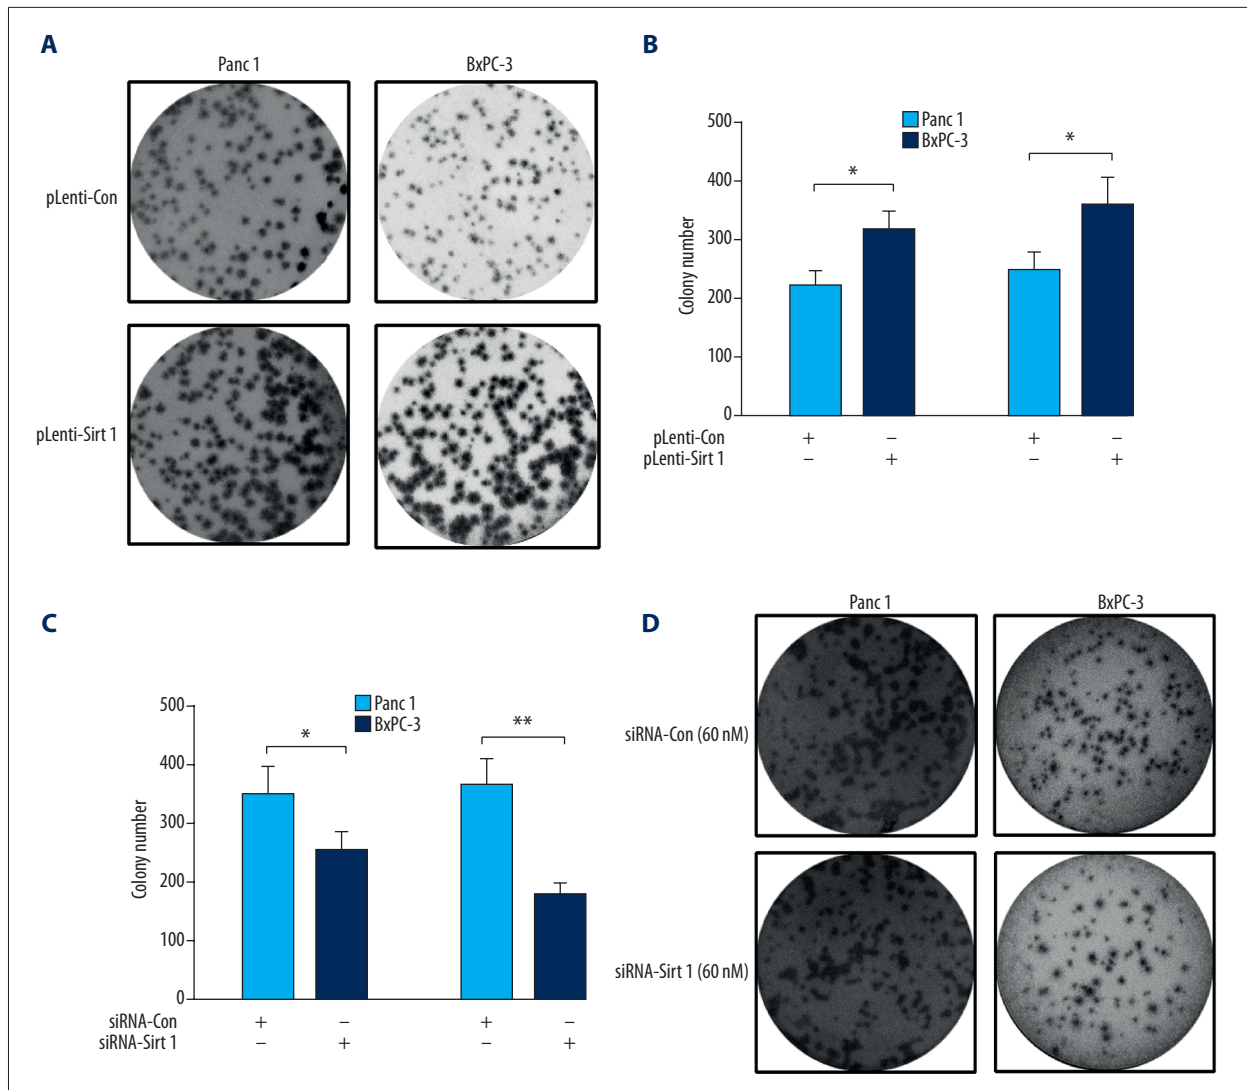 A
Panc 1 BxPC-3
pLenti-Con
pLenti-Sirt 1
B
Panc 1
BxPC-3
Colony number
500
400
300
200
100
0
* *
pLenti-Con + – + –
pLenti-Sirt 1 – + – +
C
Panc 1
BxPC-3
Colony number
500
400
300
200
100
0
* **
siRNA-Con + – + –
siRNA-Sirt 1 – + – +
D
Panc 1 BxPC-3
siRNA-Con (60 nM)
siRNA-Sirt 1 (60 nM)